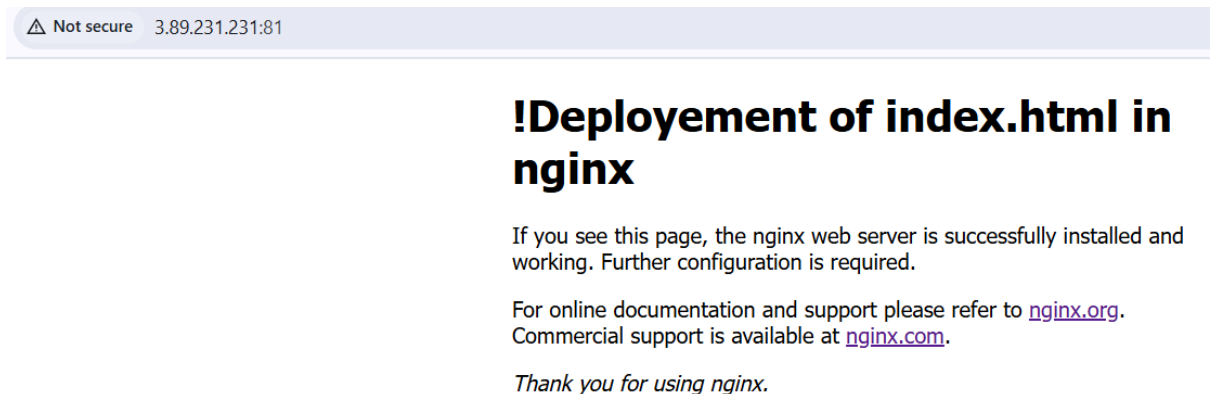 Not secure 3.89.231.231:81
!Deployement of index.html in
nginx
If you see this page, the nginx web server is successfully installed and
working. Further configuration is required.
For online documentation and support please refer to nginx.org.
Commercial support is available at nginx.com.
Thank you for using nginx.